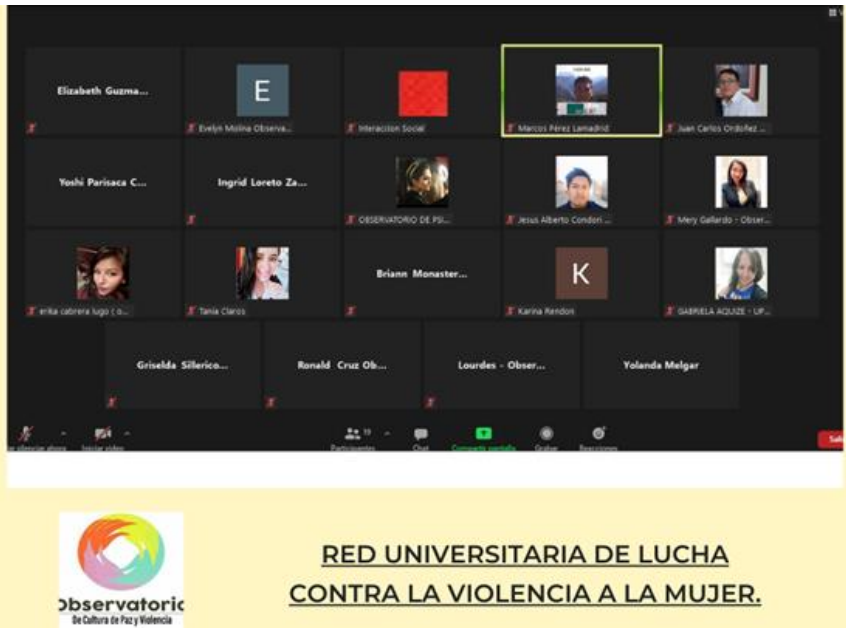 Elizabeth Guzma...
E
Evelyn Molina Observa...
Interaccion Social
Marcos Pérez Lamadrid
Juan Carlos Ordoñez ...
Yoshi Parisaca C...
Ingrid Loreto Za...
OBSERVATORIO DE PSI...
Jesus Alberto Condori ...
Mery Gallardo - Obser...
erika cabrera lugo ( o...
Tania Claros
Briann Monaster...
K
Karina Rendon
GABRIELA AQUIZE - UP...
Griselda Sillerico...
Ronald Cruz Ob...
Lourdes - Obser...
Yolanda Melgar
Iniciar video
19
Participantes
Chat
Compartir pantalla
Grabar
Reacciones
Observatorio
De Cultura de Paz y Violencia
RED UNIVERSITARIA DE LUCHA
CONTRA LA VIOLENCIA A LA MUJER.